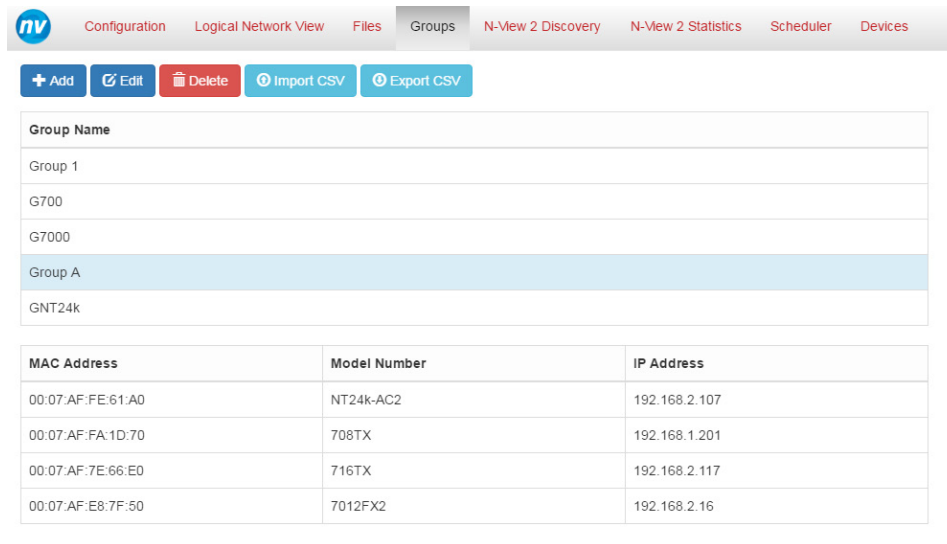 nv Configuration Logical Network View Files Groups N-View 2 Discovery N-View 2 Statistics Scheduler Devices
Add Edit Delete Import CSV Export CSV
Group Name
Group 1
G700
G7000
Group A
GNT24k
MAC Address Model Number IP Address
00:07:AF:FE:61:A0 NT24k-AC2 192.168.2.107
00:07:AF:FA:1D:70 708TX 192.168.1.201
00:07:AF:7E:66:E0 716TX 192.168.2.117
00:07:AF:E8:7F:50 7012FX2 192.168.2.16